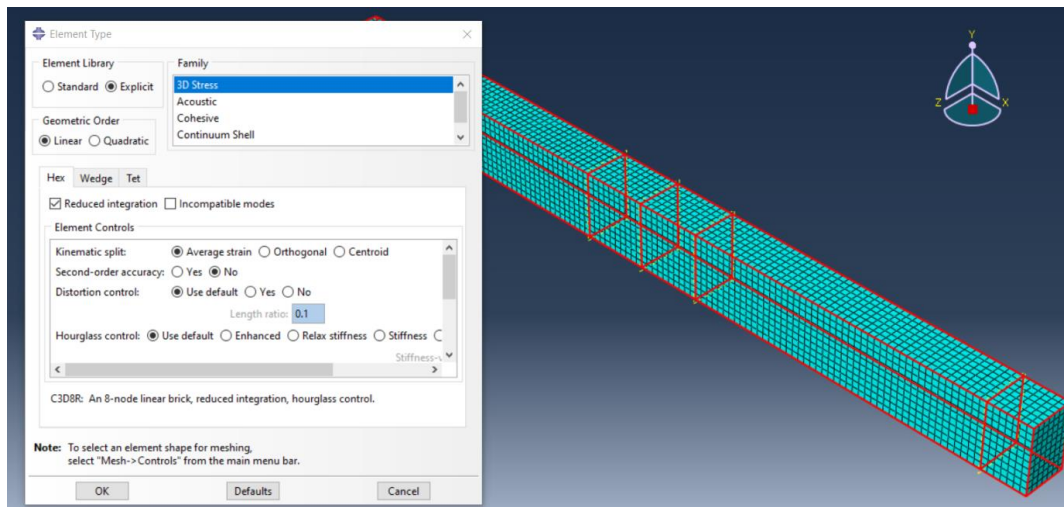 Element Type
Element Library
Standard Explicit
Family
3D Stress
Acoustic
Cohesive
Continuum Shell
Geometric Order
Linear Quadratic
Hex Wedge Tet
Reduced integration Incompatible modes
Element Controls
Kinematic split: Average strain Orthogonal Centroid
Second-order accuracy: Yes No
Distortion control: Use default Yes No
Length ratio: 0.1
Hourglass control: Use default Enhanced Relax stiffness Stiffness
C3D8R: An 8-node linear brick, reduced integration, hourglass control.
Note: To select an element shape for meshing,
select "Mesh->Controls" from the main menu bar.
OK Defaults Cancel
Y
Z X